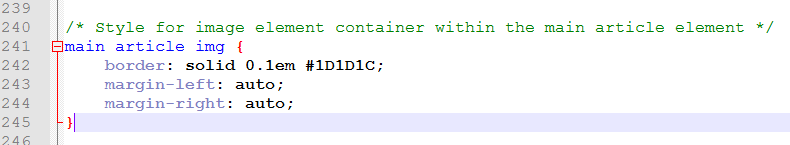 239
240 /* Style for image element container within the main article element */
241 main article img {
242 border: solid 0.1em #1D1D1C;
243 margin-left: auto;
244 margin-right: auto;
245 }
246